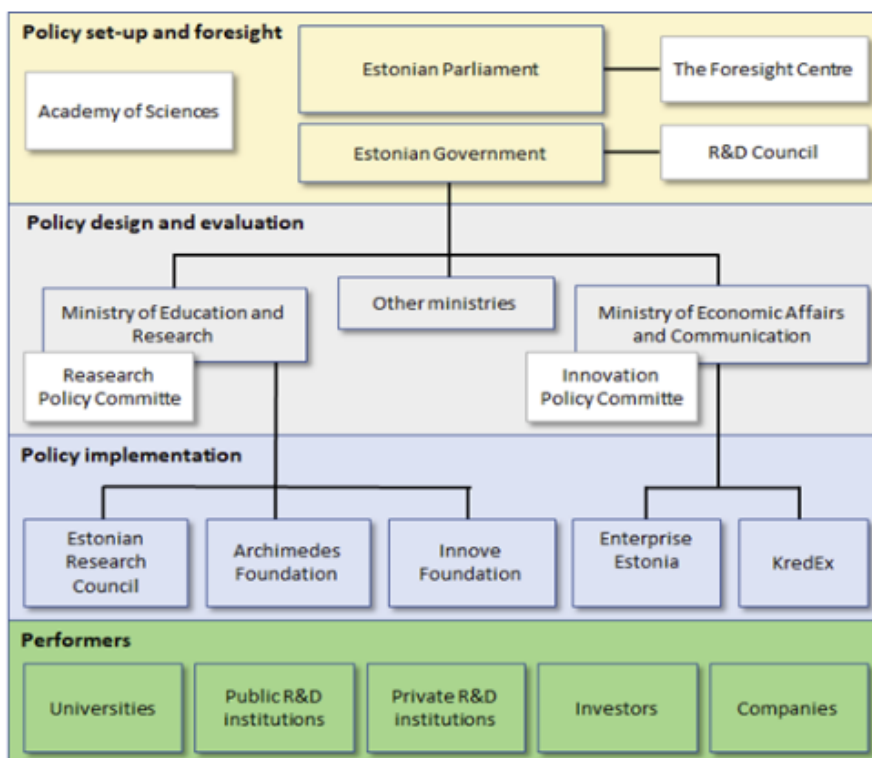 Policy set-up and foresight
Estonian Parliament
The Foresight Centre
Academy of Sciences
Estonian Government
R&D Council
Policy design and evaluation
Ministry of Education and
Research
Other ministries
Ministry of Economic Affairs
and Communication
Reasearch
Policy Committe
Innovation
Policy Committe
Policy implementation
Estonian
Research
Council
Archimedes
Foundation
Innove
Foundation
Enterprise
Estonia
KredEx
Performers
Universities
Public R&D
institutions
Private R&D
institutions
Investors
Companies